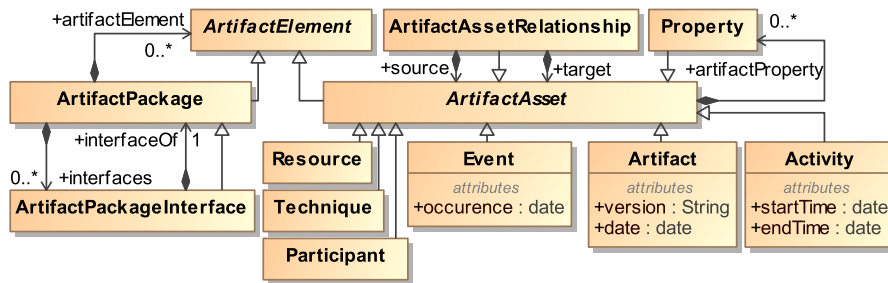 +artifactElement
0..*
ArtifactElement
ArtifactAssetRelationship
Property
0..*
+source
+target
+artifactProperty
ArtifactPackage
ArtifactAsset
+interfaceOf
1
0..*
+interfaces
ArtifactPackageInterface
Resource
Technique
Participant
Event
attributes
+occurence : date
Artifact
attributes
+version : String
+date : date
Activity
attributes
+startTime : date
+endTime : date